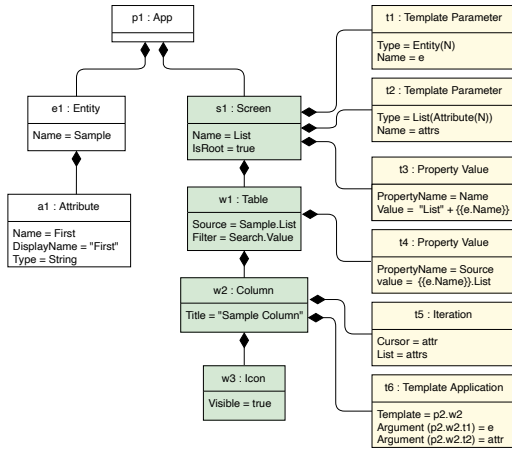 p1 : App
e1 : Entity
Name = Sample
a1 : Attribute
Name = First
DisplayName = "First"
Type = String
s1 : Screen
Name = List
IsRoot = true
w1 : Table
Source = Sample.List
Filter = Search.Value
w2 : Column
Title = "Sample Column"
w3 : Icon
Visible = true
t1 : Template Parameter
Type = Entity(N)
Name = e
t2 : Template Parameter
Type = List(Attribute(N))
Name = attrs
t3 : Property Value
PropertyName = Name
Value =  "List" + {{e.Name}}
t4 : Property Value
PropertyName = Source
value =  {{e.Name}}.List
t5 : Iteration
Cursor = attr
List = attrs
t6 : Template Application
Template = p2.w2
Argument (p2.w2.t1) = e
Argument (p2.w2.t2) = attr